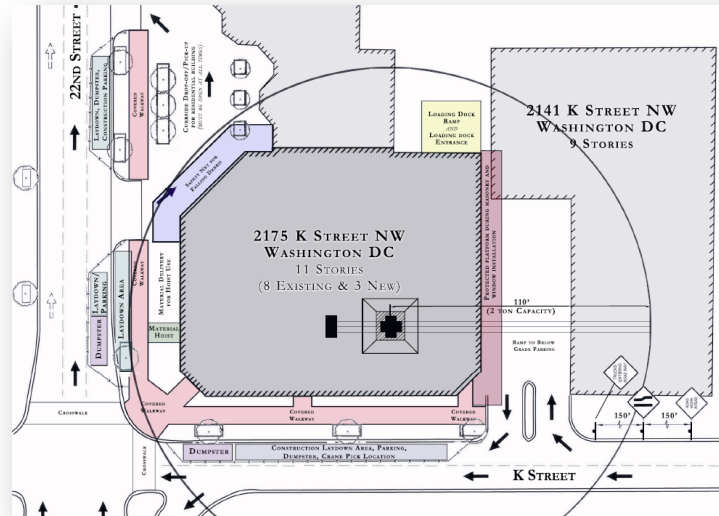 22ND STREET
LAYDOWN, DUMPSTER,
CONSTRUCTION PARKING
COVERED
WALKWAY
CURBSIDE DROP-OFF/PICK-UP
FOR RESIDENTIAL BUILDING
(MUST BE OPEN AT ALL TIMES)
SAFETY NET FOR
FALLING DEBRIS
LOADING DOCK
RAMP
AND
LOADING DOCK
ENTRANCE
2141 K STREET NW
WASHINGTON DC
9 STORIES
2175 K STREET NW
WASHINGTON DC
11 STORIES
(8 EXISTING & 3 NEW)
PROTECTED PLATFORM DURING MASONRY AND
WINDOW INSTALLATION
110'
(2 TON CAPACITY)
RAMP TO BELOW
GRADE PARKING
LAYDOWN/
PARKING
DUMPSTER
LAYDOWN AREA
COVERED
WALKWAY
MATERIAL DELIVERY
FOR HOIST USE
MATERIAL
HOIST
COVERED
WALKWAY
COVERED
WALKWAY
COVERED
WALKWAY
CROSSWALK
CROSSWALK
DUMPSTER
CONSTRUCTION LAYDOWN AREA, PARKING,
DUMPSTER, CRANE PICK LOCATION
150'
150'
K STREET